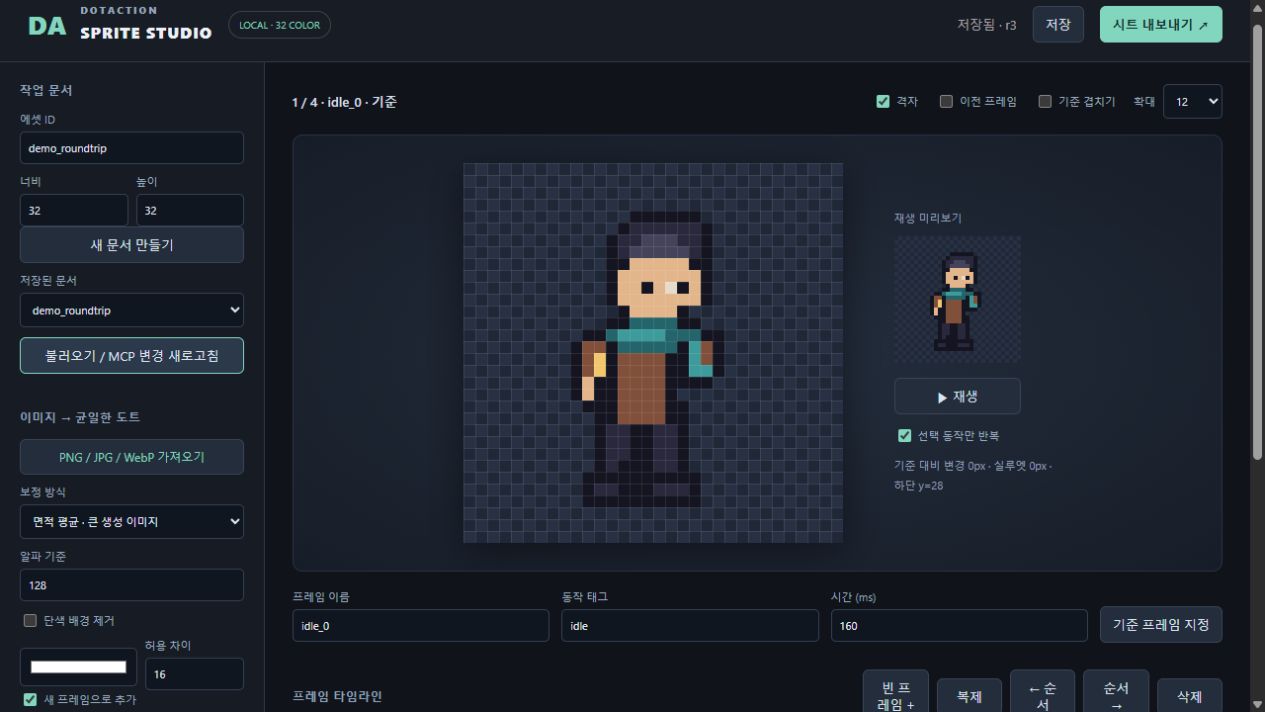 DA
DOTACTION
SPRITE STUDIO
LOCAL · 32 COLOR
저장됨 · r3
저장
시트 내보내기 ↗
작업 문서
에셋 ID
demo_roundtrip
너비
높이
32
32
새 문서 만들기
저장된 문서
demo_roundtrip
불러오기 / MCP 변경 새로고침
이미지 → 균일한 도트
PNG / JPG / WebP 가져오기
보정 방식
면적 평균 · 큰 생성 이미지
알파 기준
128
단색 배경 제거
허용 차이
16
새 프레임으로 추가
1 / 4 · idle_0 · 기준
격자
이전 프레임
기준 겹치기
확대
12
재생 미리보기
▶ 재생
선택 동작만 반복
기준 대비 변경 0px · 실루엣 0px ·
하단 y=28
프레임 이름
동작 태그
시간 (ms)
idle_0
idle
160
기준 프레임 지정
프레임 타임라인
빈 프
레임 +
복제
← 순
서
순서
→
삭제